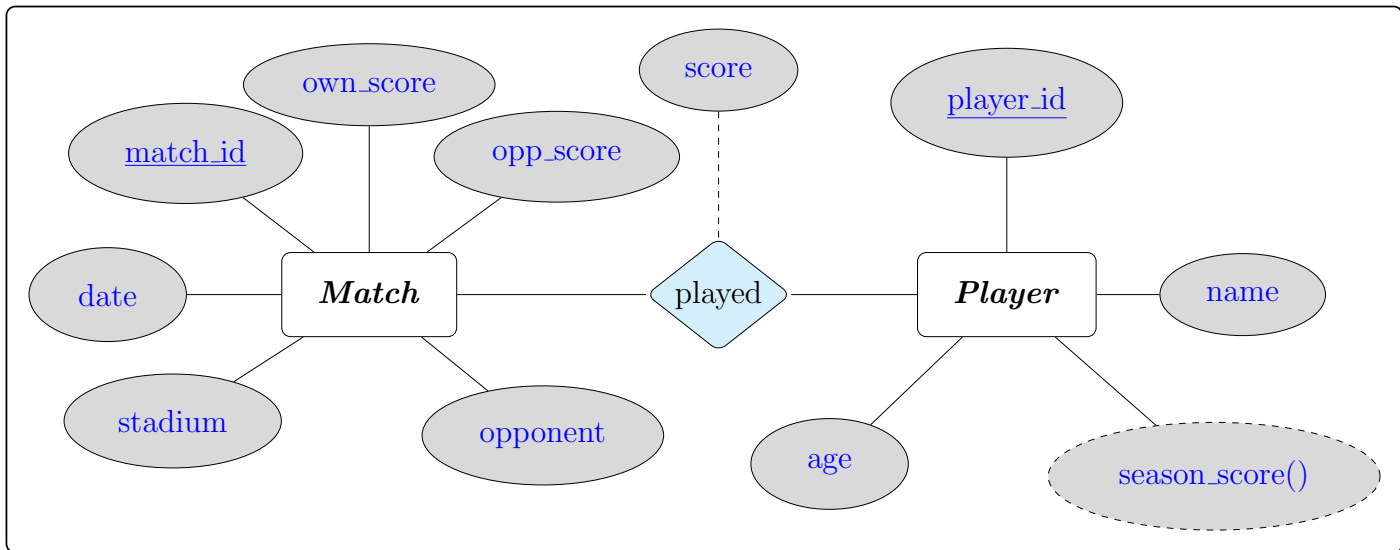 score
own_score
player_id
match_id
opp_score
date
Match
played
Player
name
stadium
opponent
age
season_score()